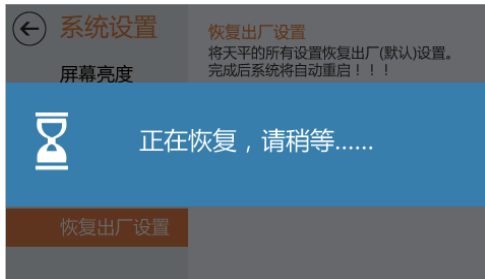 系统设置
屏幕亮度
恢复出厂设置
将天平的所有设置恢复出厂(默认)设置。
完成后系统将自动重启！！！
正在恢复，请稍等......
恢复出厂设置